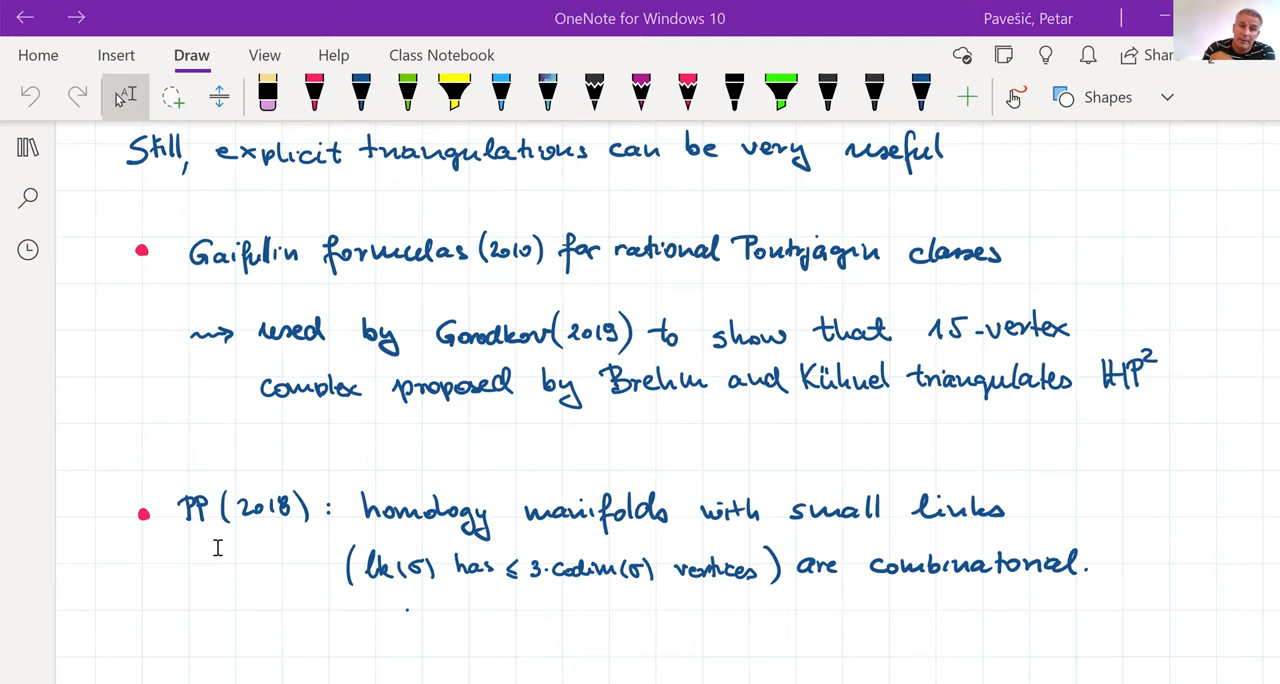 OneNote for Windows 10
Pavešić, Petar
Home Insert Draw View Help Class Notebook
Shar
Shapes
Still, explicit triangulations can be very useful
• Gaifullin formulas (2010) for rational Pontrjagin classes
⇝ used by Gorodkov (2019) to show that 15-vertex
complex proposed by Brehm and Kühnel triangulates HP²
• PP (2018): homology manifolds with small links
(lk(σ) has ≤ 3·codim(σ) vertices) are combinatorial.